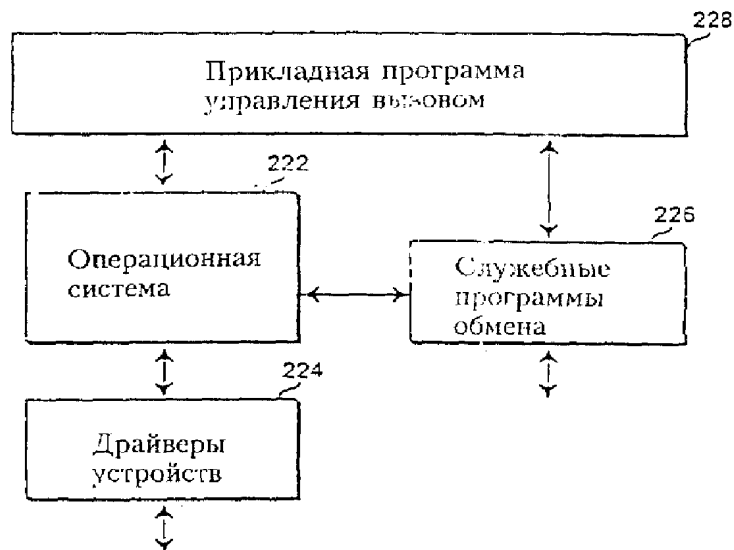 228
Прикладная программа
управления вызовом
222
Операционная
система
226
Служебные
программы
обмена
224
Драйверы
устройств